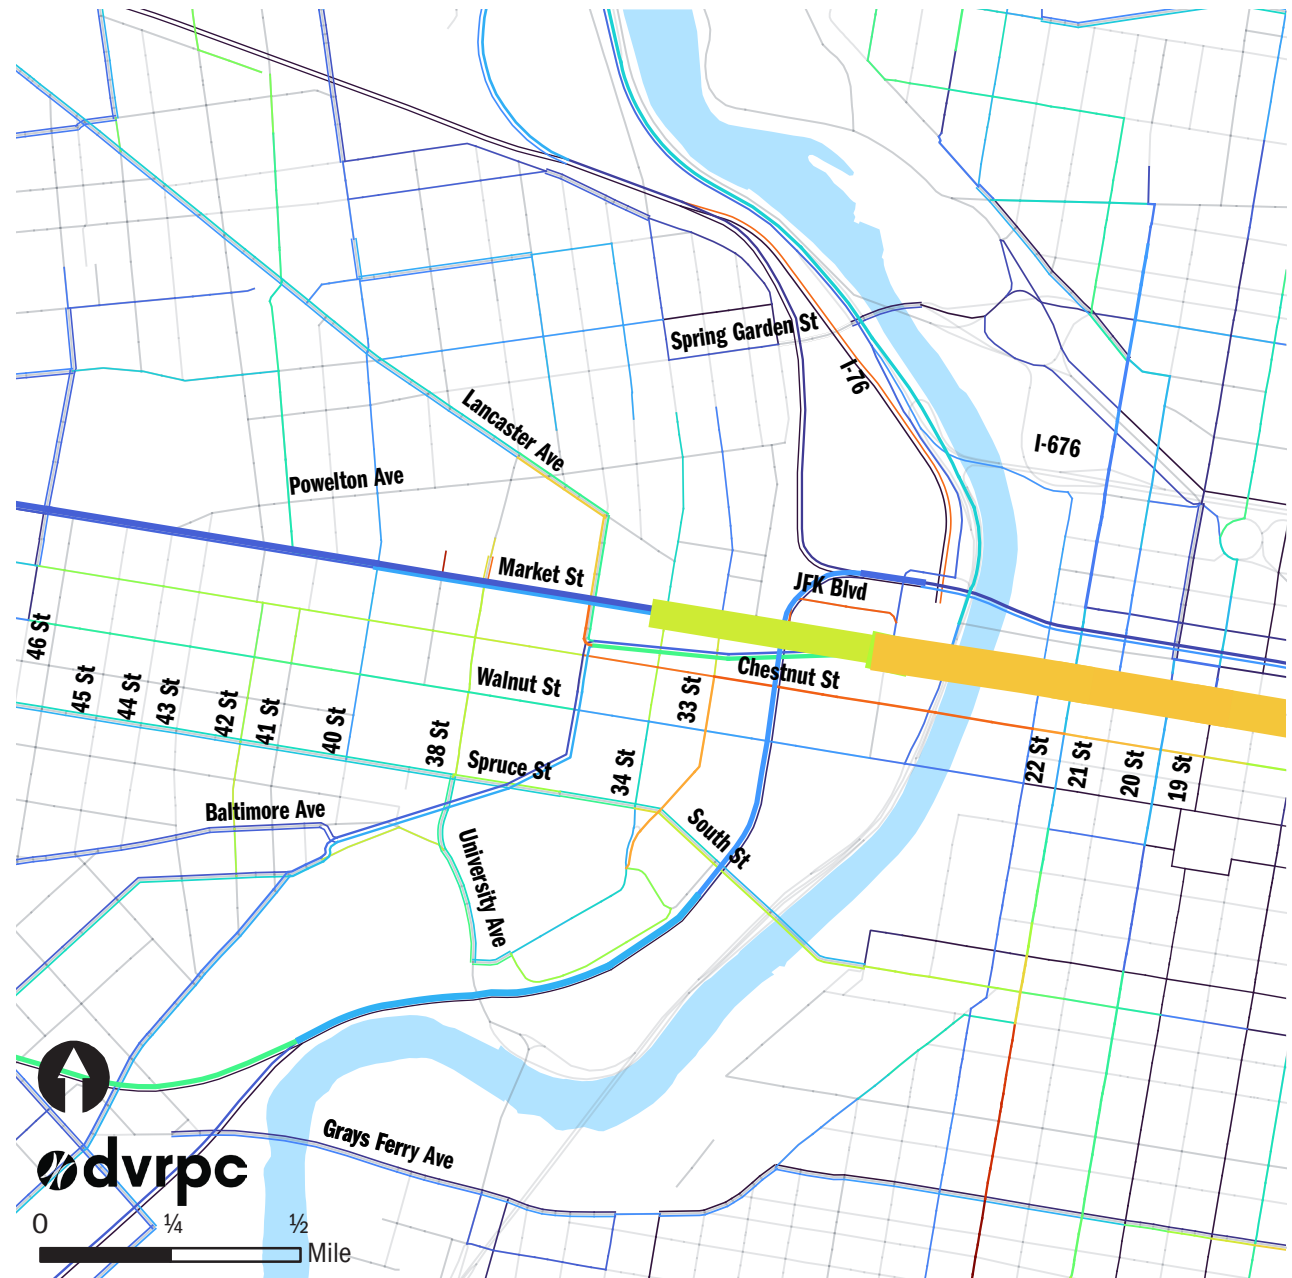 Spring Garden St
I-76
Lancaster Ave
I-676
Powelton Ave
Market St
JFK Blvd
46 St
45 St
44 St
43 St
42 St
41 St
40 St
38 St
Walnut St
Chestnut St
33 St
34 St
Spruce St
22 St
21 St
20 St
19 St
Baltimore Ave
University Ave
South St
Grays Ferry Ave
dvrpc
0 ¼ ½
Mile